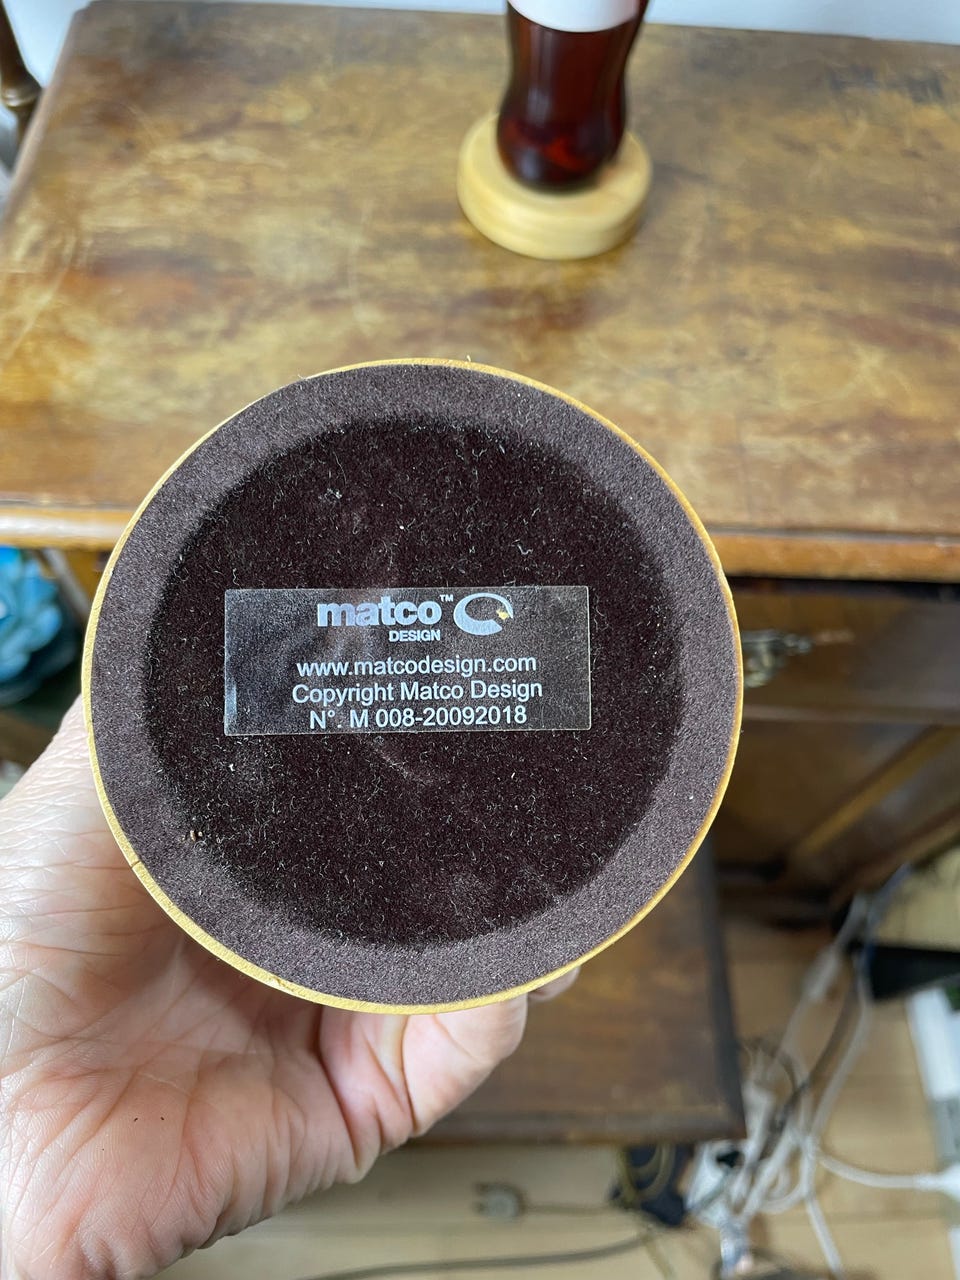 matco™
DESIGN
www.matcodesign.com
Copyright Matco Design
N°. M 008-20092018